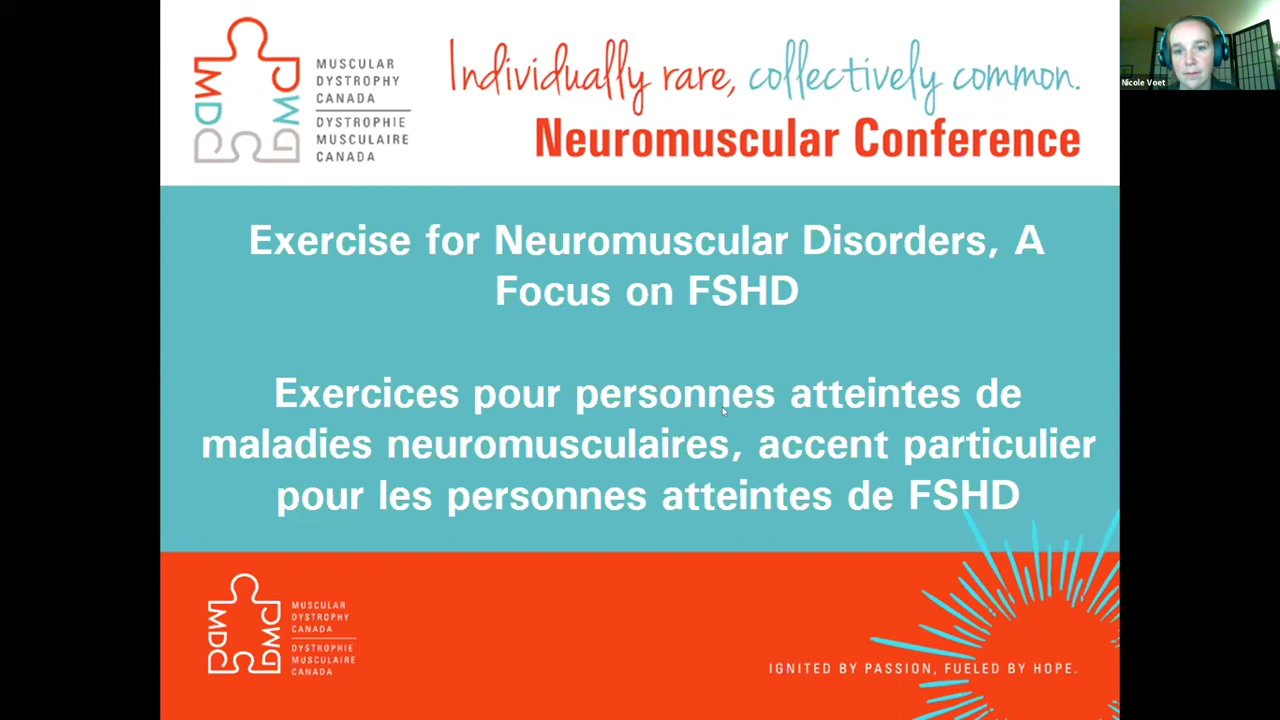 MDC
MUSCULAR
DYSTROPHY
CANADA
DYSTROPHIE
MUSCULAIRE
CANADA
Individually rare, collectively common.
Neuromuscular Conference
Nicole Voet
Exercise for Neuromuscular Disorders, A
Focus on FSHD
Exercices pour personnes atteintes de
maladies neuromusculaires, accent particulier
pour les personnes atteintes de FSHD
MDC
MUSCULAR
DYSTROPHY
CANADA
DYSTROPHIE
MUSCULAIRE
CANADA
IGNITED BY PASSION, FUELED BY HOPE.